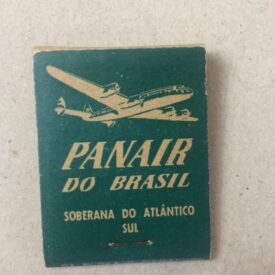 PANAIR
DO BRASIL
SOBERANA DO ATLÂNTICO
SUL